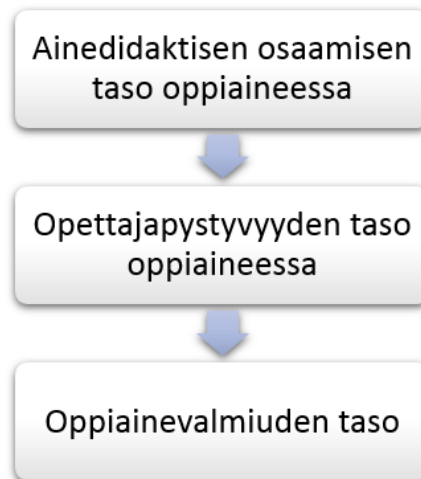 Ainedidaktisen osaamisen
taso oppiaineessa
Opettajapystyvyyden taso
oppiaineessa
Oppiainevalmiuden taso